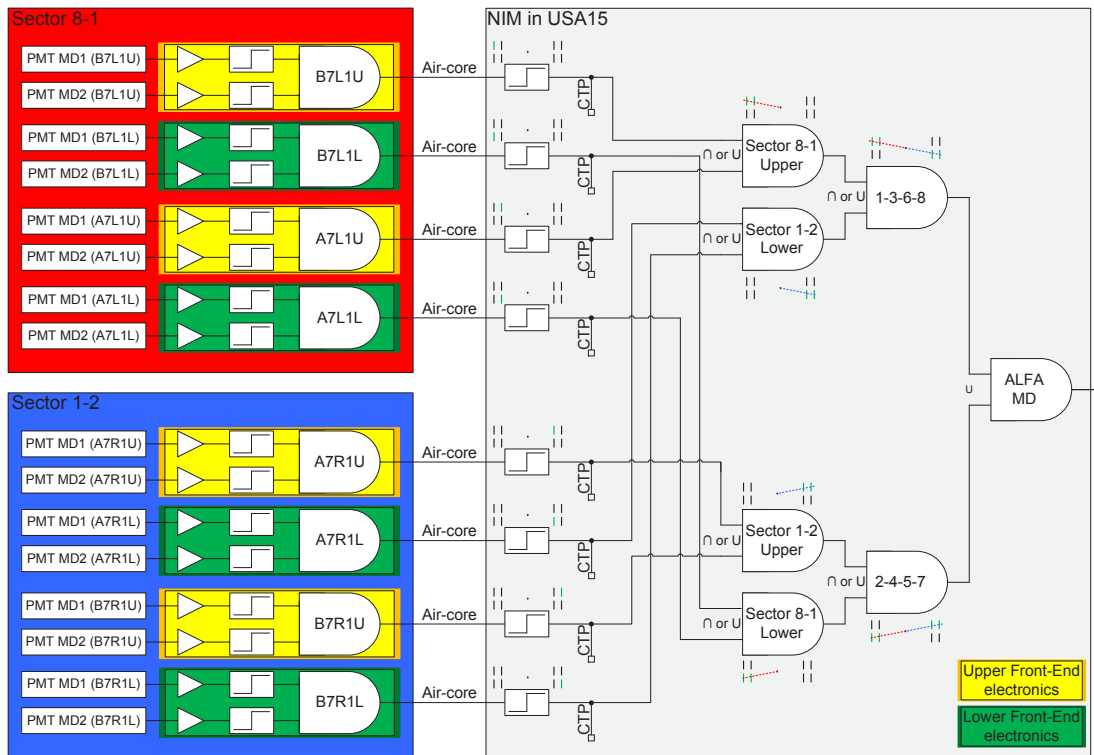 Sector 8-1
PMT MD1 (B7L1U)
PMT MD2 (B7L1U)
B7L1U
Air-core
PMT MD1 (B7L1L)
PMT MD2 (B7L1L)
B7L1L
Air-core
PMT MD1 (A7L1U)
PMT MD2 (A7L1U)
A7L1U
Air-core
PMT MD1 (A7L1L)
PMT MD2 (A7L1L)
A7L1L
Air-core
Sector 1-2
PMT MD1 (A7R1U)
PMT MD2 (A7R1U)
A7R1U
Air-core
PMT MD1 (A7R1L)
PMT MD2 (A7R1L)
A7R1L
Air-core
PMT MD1 (B7R1U)
PMT MD2 (B7R1U)
B7R1U
Air-core
PMT MD1 (B7R1L)
PMT MD2 (B7R1L)
B7R1L
Air-core
NIM in USA15
CTP
CTP
CTP
CTP
CTP
CTP
CTP
CTP
∩ or U
Sector 8-1
Upper
∩ or U
Sector 1-2
Lower
∩ or U
1-3-6-8
∩ or U
Sector 1-2
Upper
∩ or U
Sector 8-1
Lower
∩ or U
2-4-5-7
U
ALFA
MD
Upper Front-End
electronics
Lower Front-End
electronics